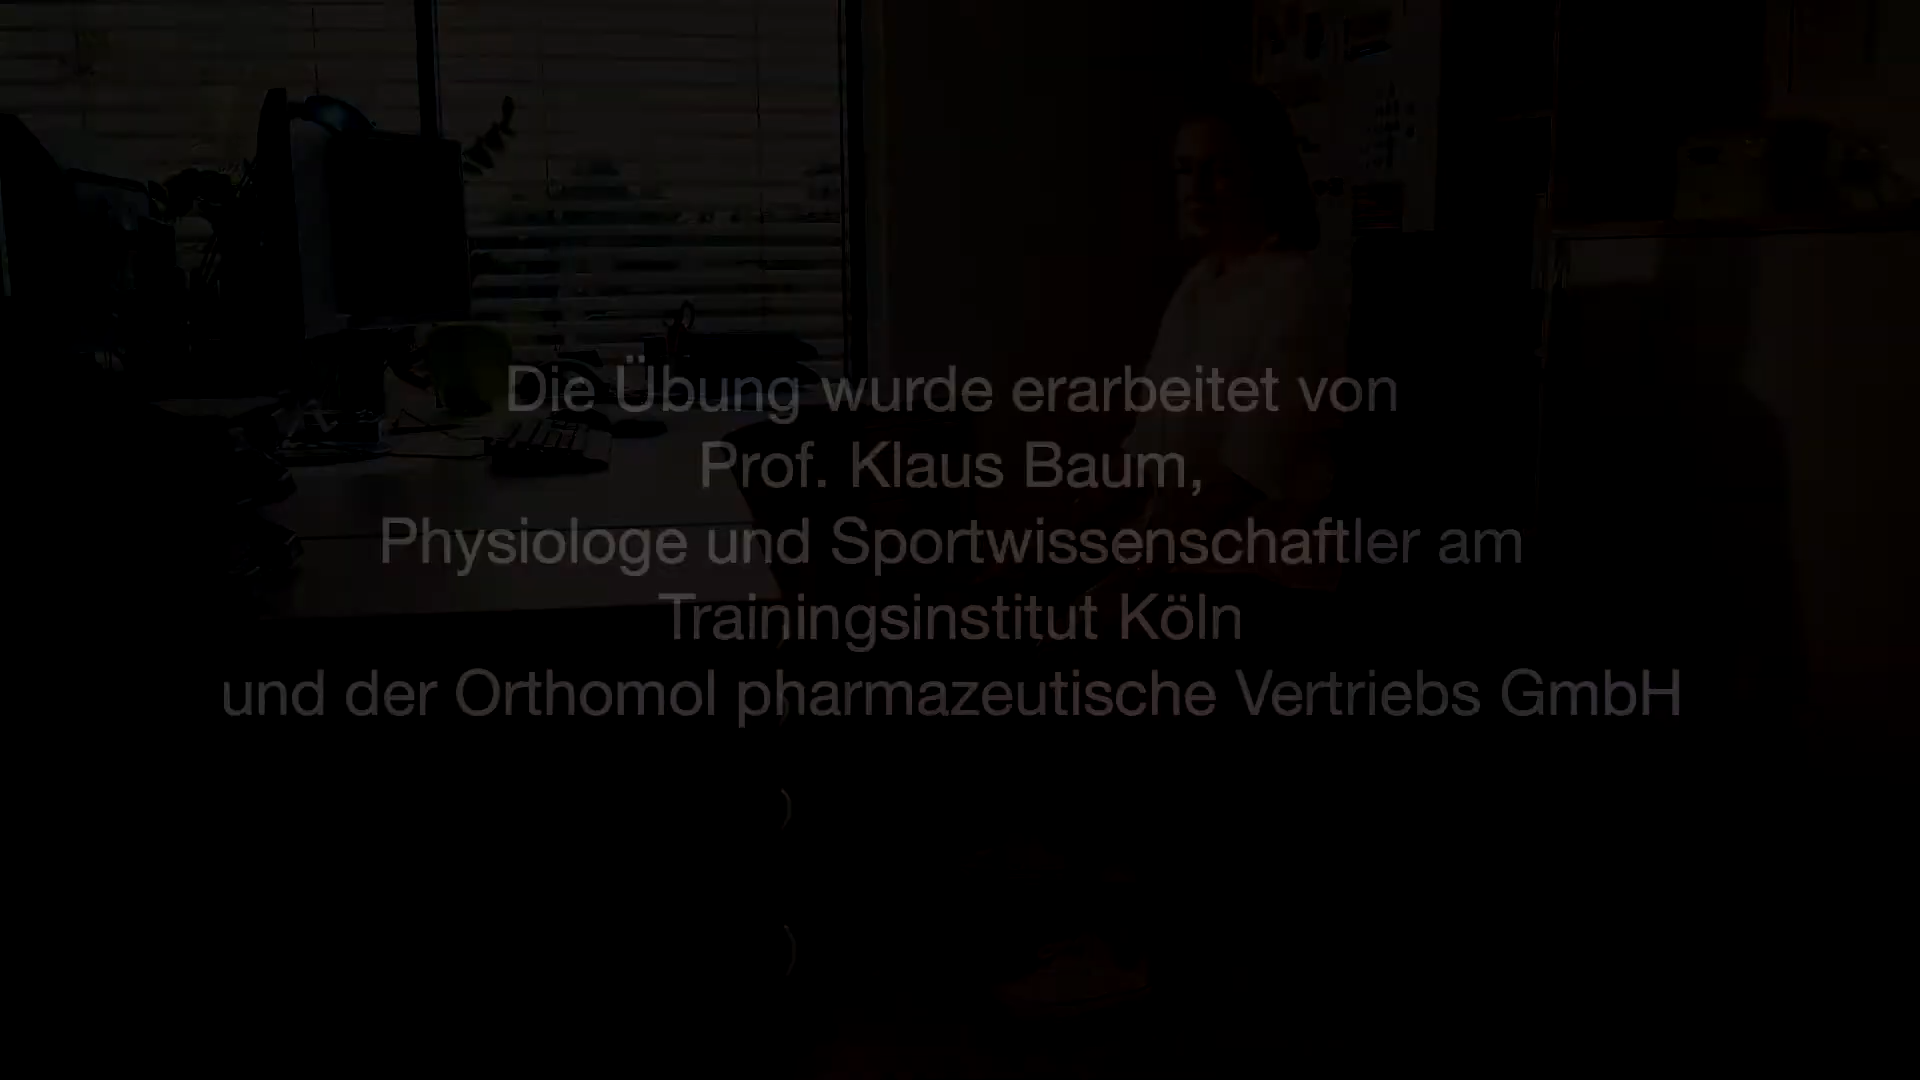 Die Übung wurde erarbeitet von
Prof. Klaus Baum,
Physiologe und Sportwissenschaftler am
Trainingsinstitut Köln
und der Orthomol pharmazeutische Vertriebs GmbH